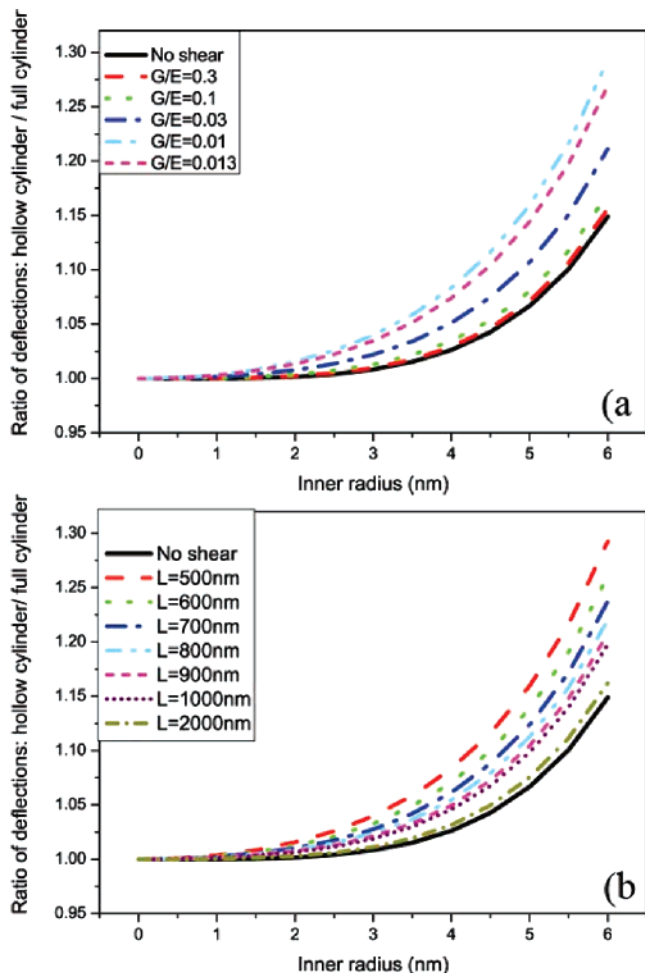 Ratio of deflections: hollow cylinder / full cylinder
1.30
1.25
1.20
1.15
1.10
1.05
1.00
0.95
No shear
G/E=0.3
G/E=0.1
G/E=0.03
G/E=0.01
G/E=0.013
(a
0 1 2 3 4 5 6
Inner radius (nm)
Ratio of deflections: hollow cylinder/ full cylinder
1.30
1.25
1.20
1.15
1.10
1.05
1.00
0.95
No shear
L=500nm
L=600nm
L=700nm
L=800nm
L=900nm
L=1000nm
L=2000nm
(b
0 1 2 3 4 5 6
Inner radius (nm)